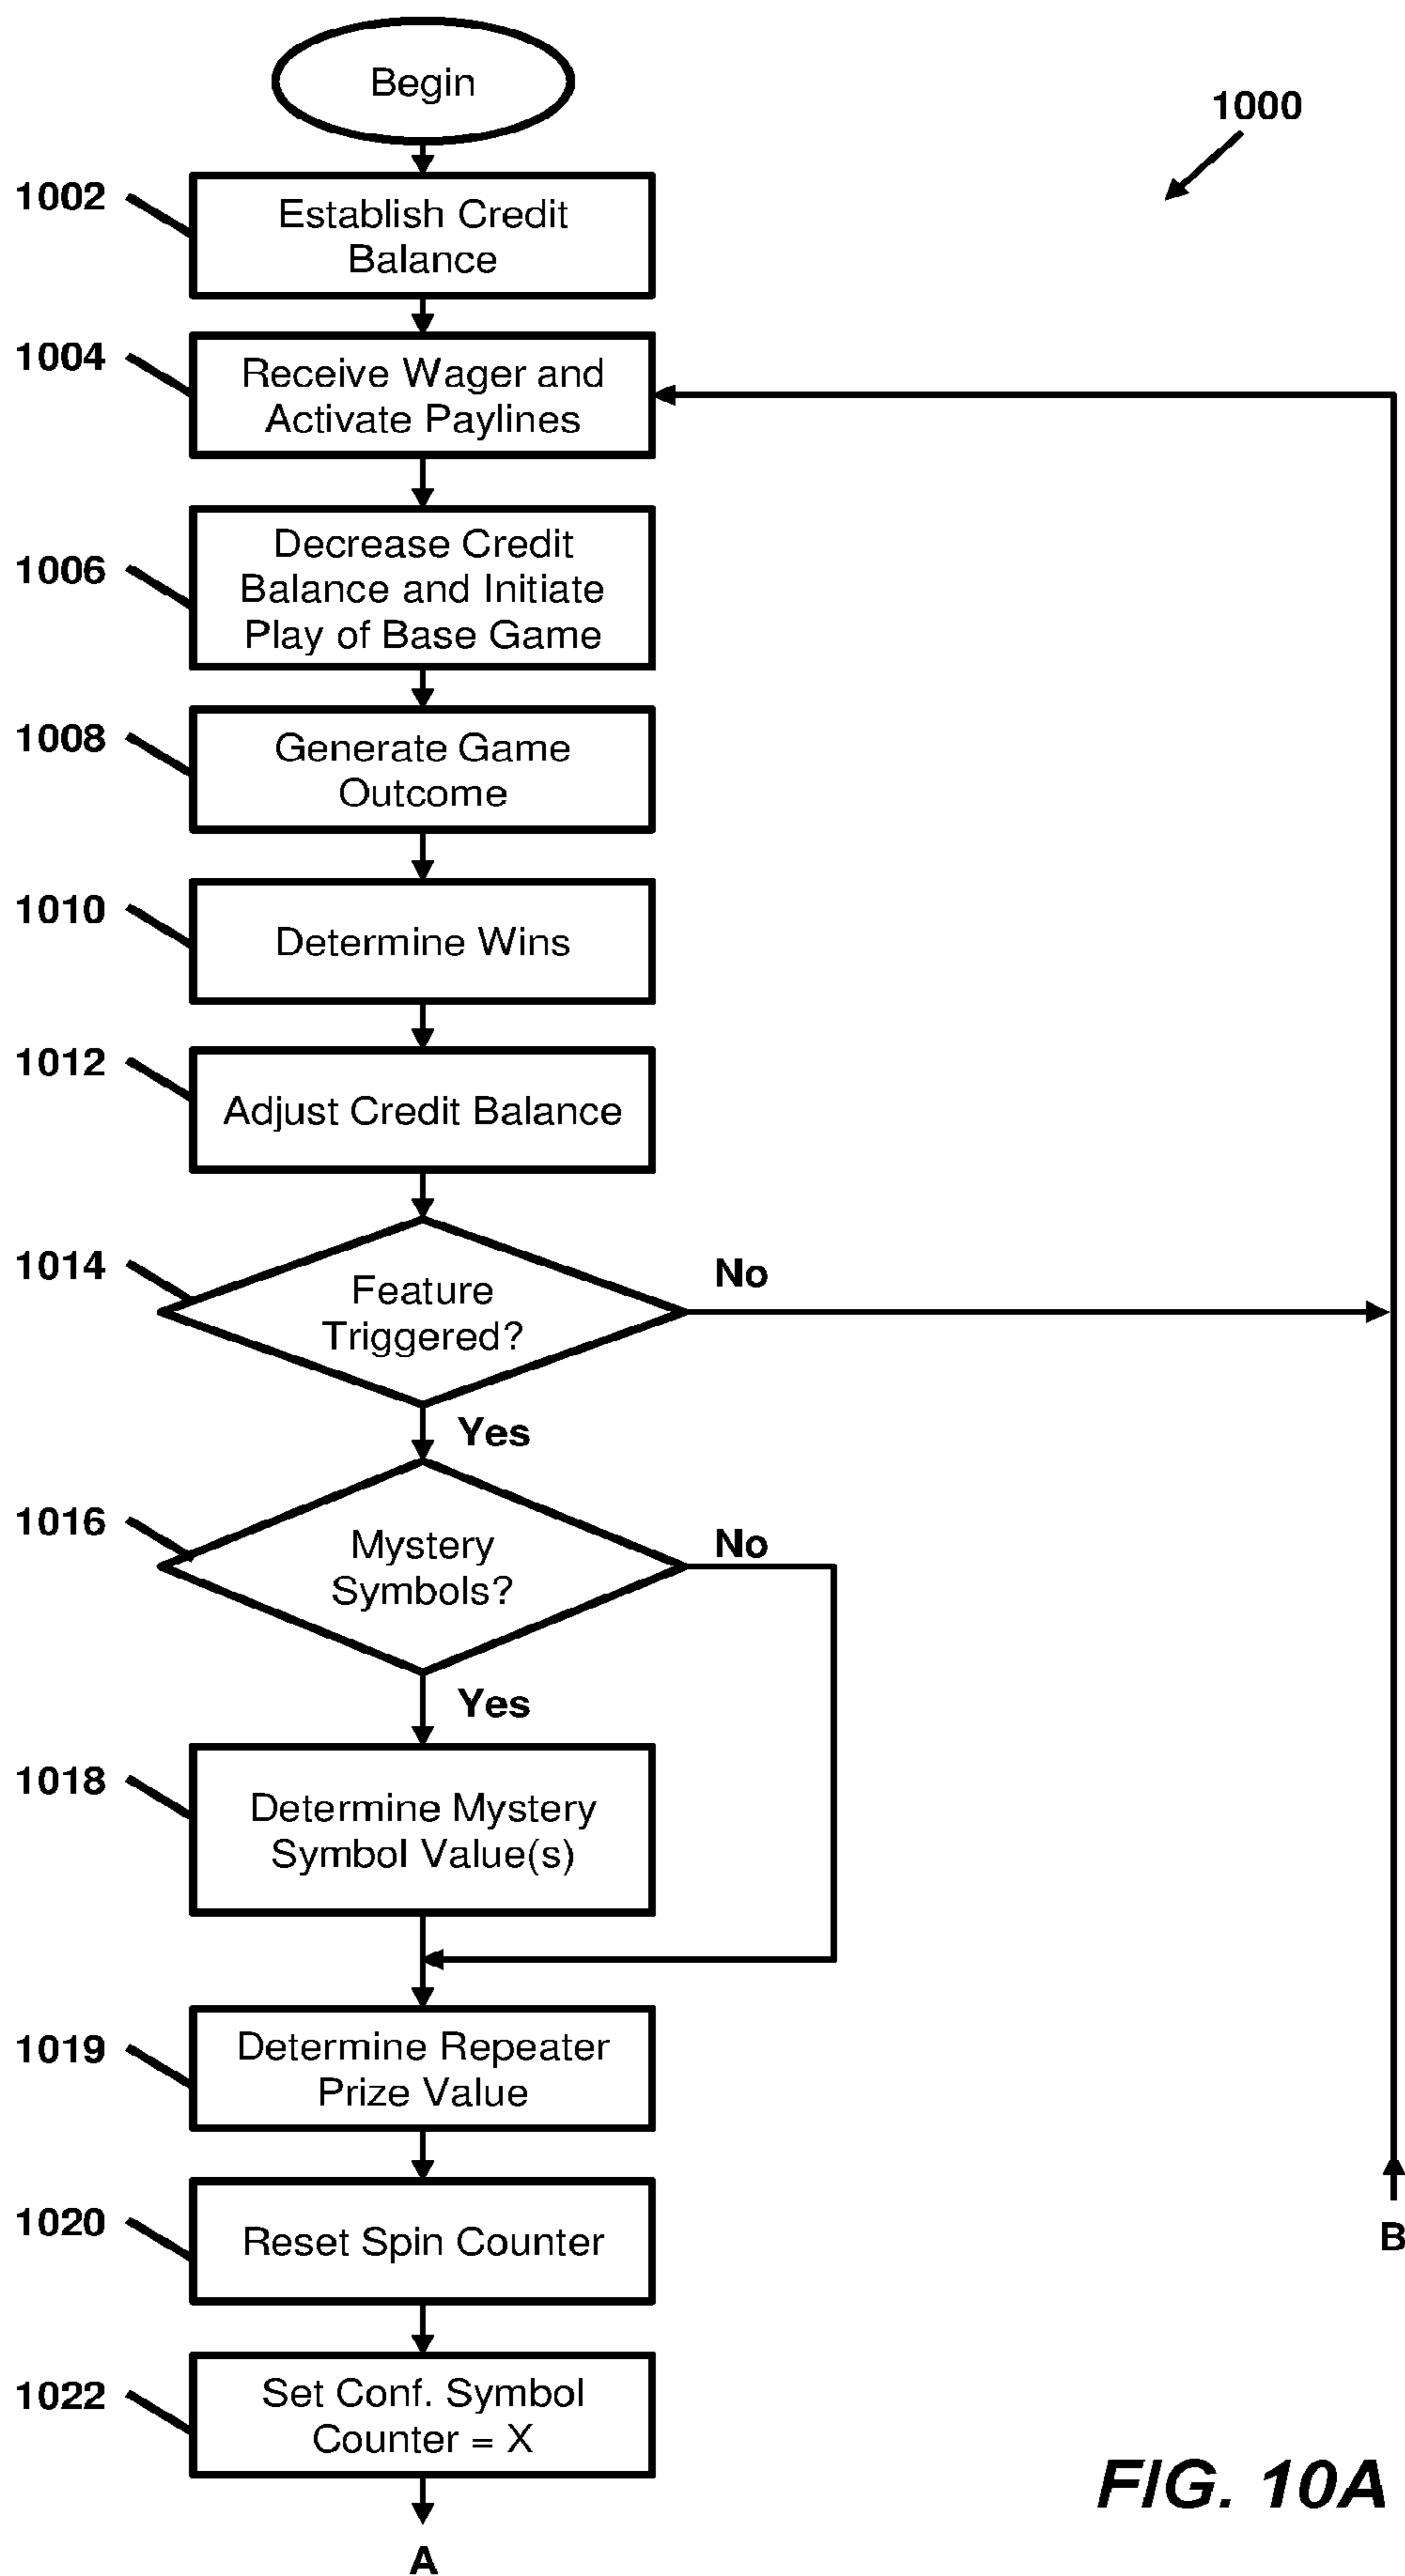 Begin
1000
1002
Establish Credit
Balance
1004
Receive Wager and
Activate Paylines
1006
Decrease Credit
Balance and Initiate
Play of Base Game
1008
Generate Game
Outcome
1010
Determine Wins
1012
Adjust Credit Balance
1014
Feature
Triggered?
No
Yes
1016
Mystery
Symbols?
No
Yes
1018
Determine Mystery
Symbol Value(s)
1019
Determine Repeater
Prize Value
1020
Reset Spin Counter
B
1022
Set Conf. Symbol
Counter = X
FIG. 10A
A